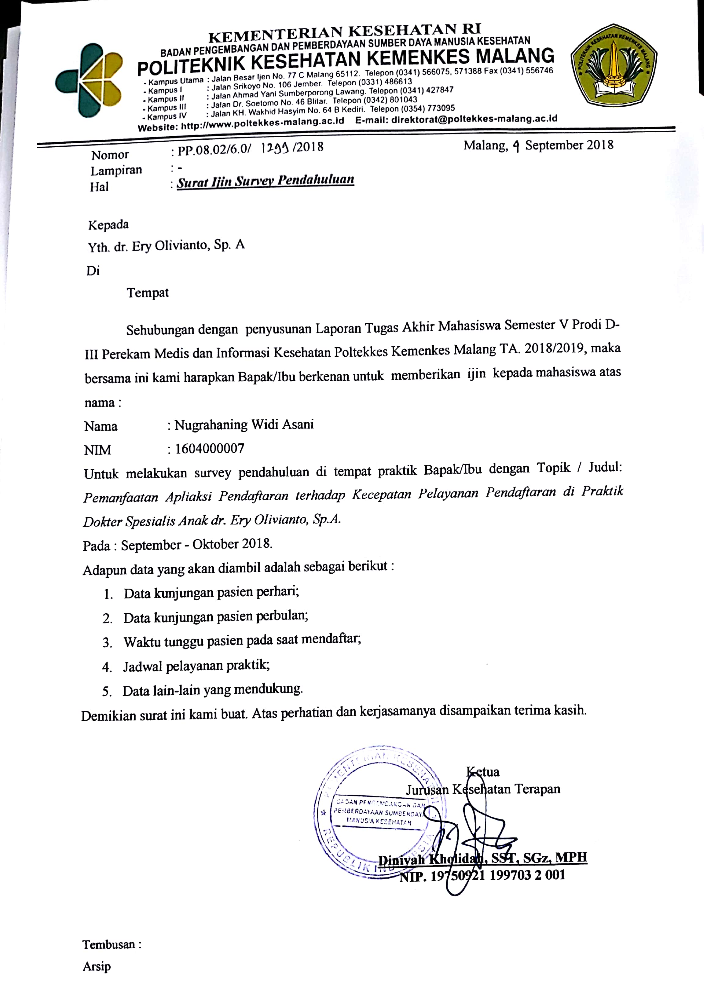 KEMENTERIAN KESEHATAN RI
BADAN PENGEMBANGAN DAN PEMBERDAYAAN SUMBER DAYA MANUSIA KESEHATAN
POLITEKNIK KESEHATAN KEMENKES MALANG
- Kampus Utama : Jalan Besar Ijen No. 77 C Malang 65112. Telepon (0341) 566075, 571388 Fax (0341) 556746
- Kampus I : Jalan Srikoyo No. 106 Jember. Telepon (0331) 486613
- Kampus II : Jalan Ahmad Yani Sumberporong Lawang. Telepon (0341) 427847
- Kampus III : Jalan Dr. Soetomo No. 46 Blitar. Telepon (0342) 801043
- Kampus IV : Jalan KH. Wakhid Hasyim No. 64 B Kediri. Telepon (0354) 773095
Website: http://www.poltekkes-malang.ac.id E-mail: direktorat@poltekkes-malang.ac.id
POLITEKNIK KESEHATAN KEMENKES MALANG
Nomor : PP.08.02/6.0/ 1299 /2018 Malang, 9 September 2018
Lampiran : -
Hal : Surat Ijin Survey Pendahuluan
Kepada
Yth. dr. Ery Olivianto, Sp. A
Di
Tempat
Sehubungan dengan penyusunan Laporan Tugas Akhir Mahasiswa Semester V Prodi D-
III Perekam Medis dan Informasi Kesehatan Poltekkes Kemenkes Malang TA. 2018/2019, maka
bersama ini kami harapkan Bapak/Ibu berkenan untuk memberikan ijin kepada mahasiswa atas
nama :
Nama : Nugrahaning Widi Asani
NIM : 1604000007
Untuk melakukan survey pendahuluan di tempat praktik Bapak/Ibu dengan Topik / Judul:
Pemanfaatan Apliaksi Pendaftaran terhadap Kecepatan Pelayanan Pendaftaran di Praktik
Dokter Spesialis Anak dr. Ery Olivianto, Sp.A.
Pada : September - Oktober 2018.
Adapun data yang akan diambil adalah sebagai berikut :
1. Data kunjungan pasien perhari;
2. Data kunjungan pasien perbulan;
3. Waktu tunggu pasien pada saat mendaftar;
4. Jadwal pelayanan praktik;
5. Data lain-lain yang mendukung.
Demikian surat ini kami buat. Atas perhatian dan kerjasamanya disampaikan terima kasih.
Ketua
Jurusan Kesehatan Terapan
KEMENTERIAN KESEHATAN
BADAN PENGEMBANGAN DAN
PEMBERDAYAAN SUMBERDAYA
MANUSIA KESEHATAN
REPUBLIK INDONESIA
Diniyah Kholidah, SST, SGz, MPH
NIP. 19750921 199703 2 001
Tembusan :
Arsip